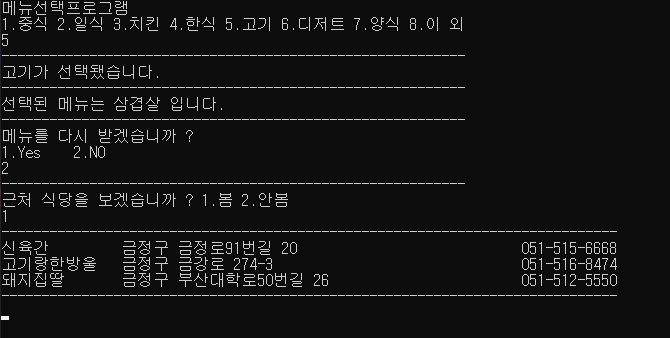 메뉴선택프로그램
1.중식 2.일식 3.치킨 4.한식 5.고기 6.디저트 7.양식 8.이 외
5
----------------------------------------------------------
고기가 선택됐습니다.
----------------------------------------------------------
선택된 메뉴는 삼겹살 입니다.
----------------------------------------------------------
메뉴를 다시 받겠습니까 ?
1.Yes    2.NO
2
----------------------------------------------------------
근처 식당을 보겠습니까 ? 1.봄 2.안봄
1
-----------------------------------------------------------------------------
신육간 금정구 금정로91번길 20 051-515-6668
고기랑한방울 금정구 금강로 274-3 051-516-8474
돼지집딸 금정구 부산대학로50번길 26 051-512-5550
-----------------------------------------------------------------------------